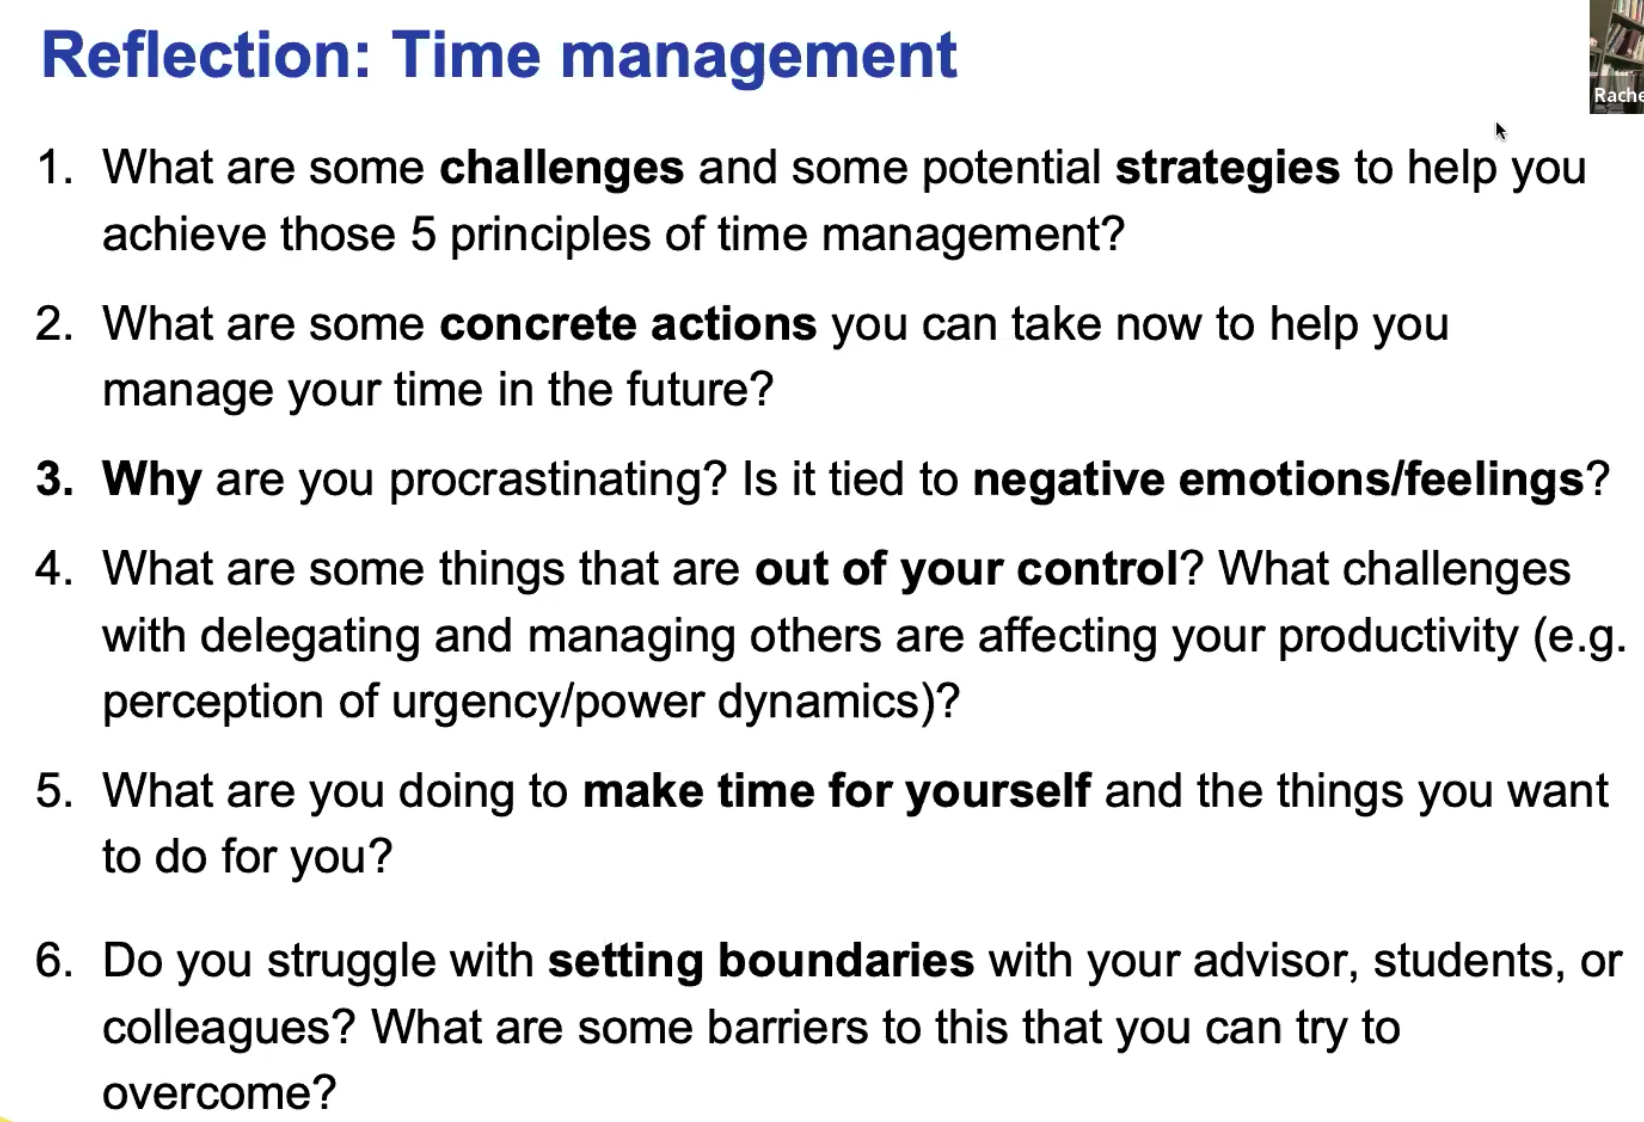 Reflection: Time management
Rache
1. What are some challenges and some potential strategies to help you
achieve those 5 principles of time management?
2. What are some concrete actions you can take now to help you
manage your time in the future?
3. Why are you procrastinating? Is it tied to negative emotions/feelings?
4. What are some things that are out of your control? What challenges
with delegating and managing others are affecting your productivity (e.g.
perception of urgency/power dynamics)?
5. What are you doing to make time for yourself and the things you want
to do for you?
6. Do you struggle with setting boundaries with your advisor, students, or
colleagues? What are some barriers to this that you can try to
overcome?